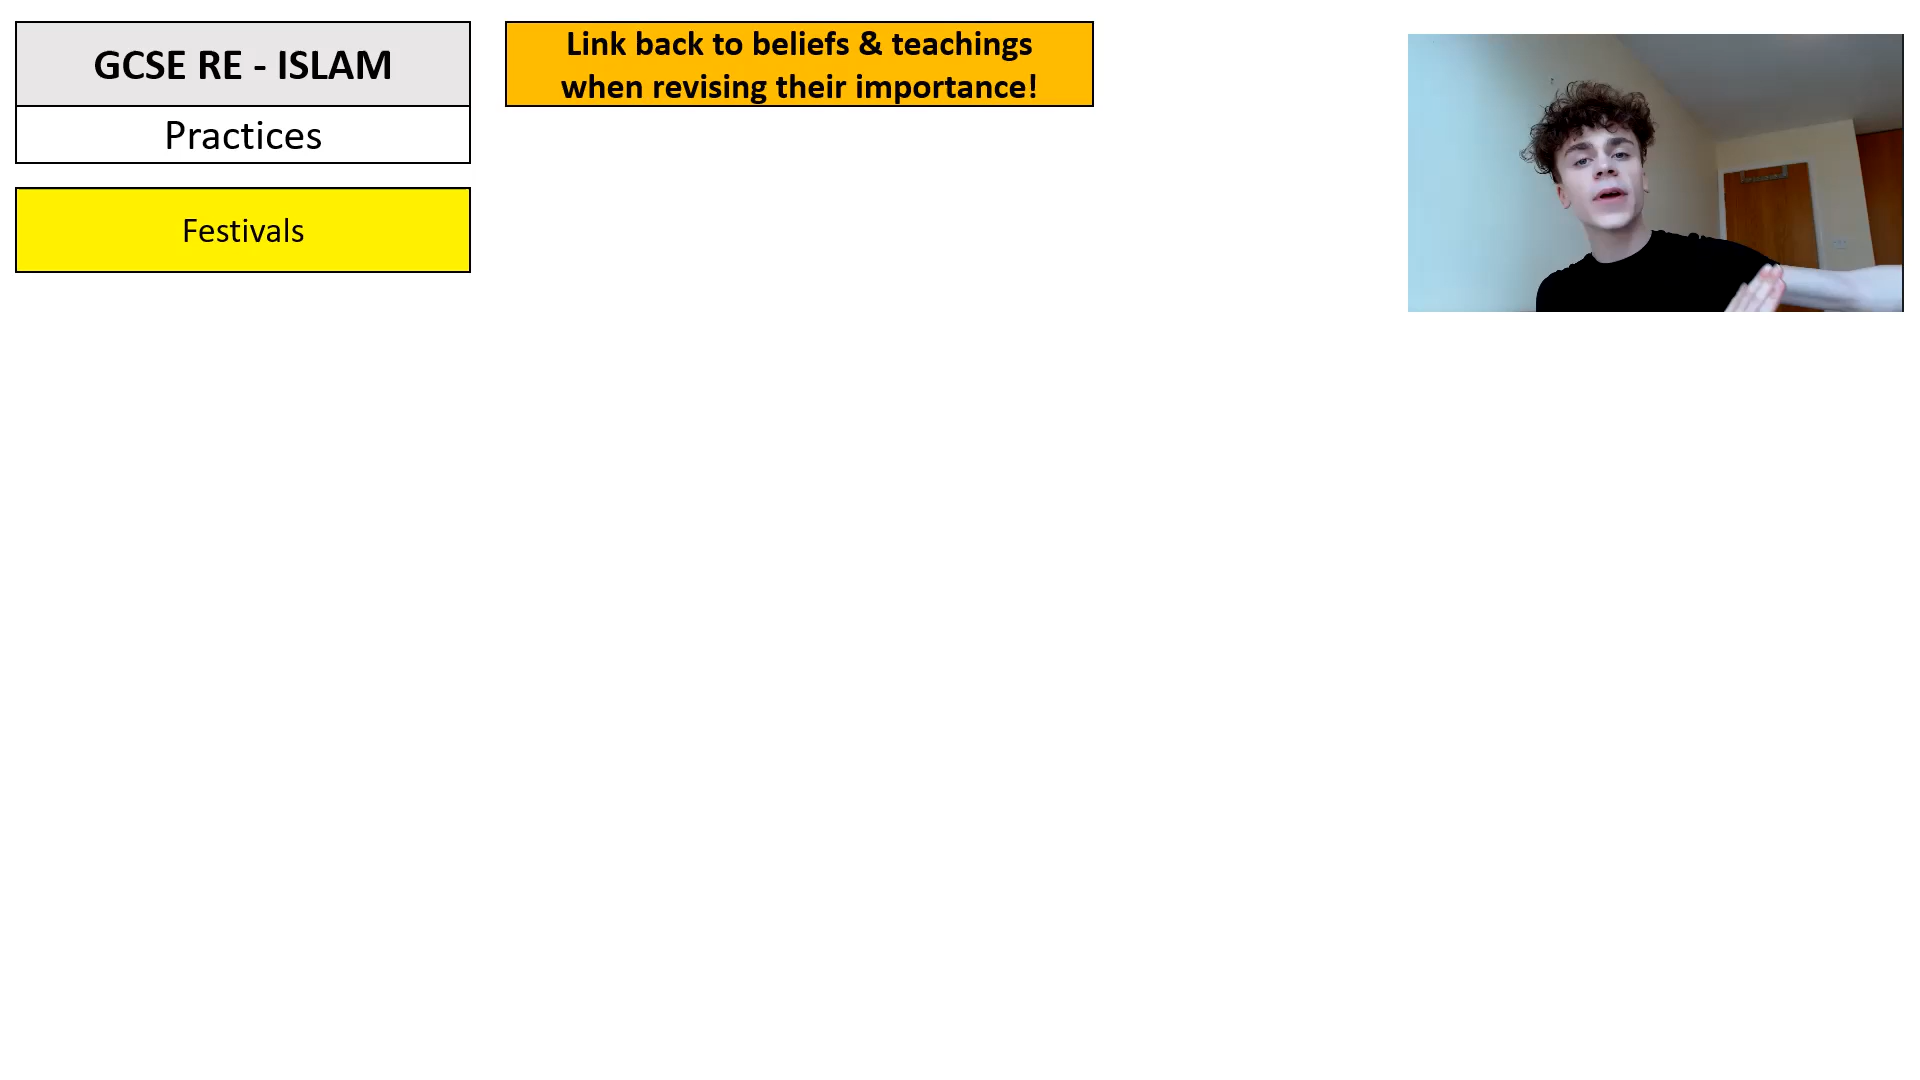 GCSE RE - ISLAM
Practices
Festivals
Link back to beliefs & teachings
when revising their importance!